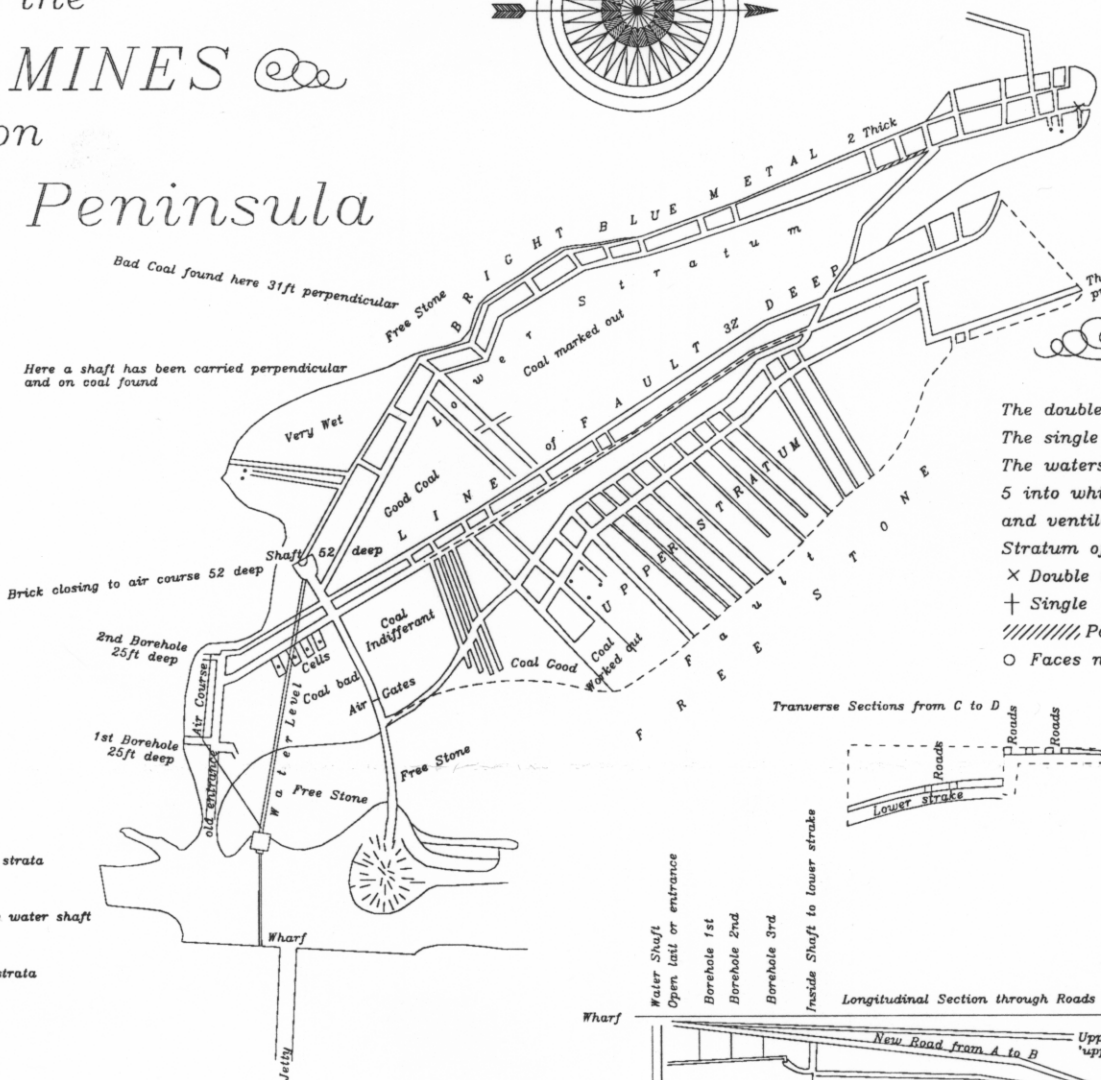 the
MINES
on
Peninsula
Bad Coal found here 31ft perpendicular
Here a shaft has been carried perpendicular
and on coal found
Free Stone
BRIGHT BLUE METAL 2 Thick
Lower Stratum
Coal marked out
Very Wet
Good Coal
LINE of FAULT 3Z DEEP
Shaft 52 deep
Brick closing to air course 52 deep
2nd Borehole
25ft deep
Coal
Indifferant
Cells
Coal bad
Air Gates
Coal Good
Coal
Worked out
UPPER STRATUM
Fault
FREE STONE
Air Course
1st Borehole
25ft deep
old entrance
Water Level
Free Stone
Free Stone
strata
water shaft
strata
Wharf
Jetty
The double
The single
The waters
5 into
and ventil
Stratum
× Double
+ Single
Faces
Tranverse Sections from C to D
Roads
Roads
Roads
Lower strake
Water Shaft
Open lail or entrance
Borehole 1st
Borehole 2nd
Borehole 3rd
Inside Shaft to lower strake
Longitudinal Section through Roads
Wharf
New Road from A to B